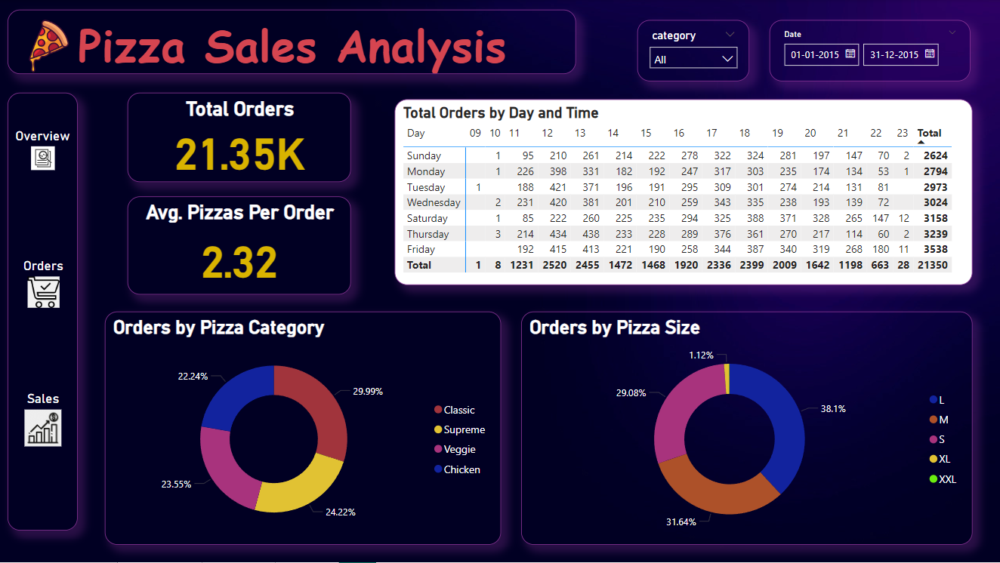 Pizza Sales Analysis
category
All
Date
01-01-2015 31-12-2015
Overview
Orders
Sales
Total Orders
21.35K
Avg. Pizzas Per Order
2.32
Total Orders by Day and Time
Day 09 10 11 12 13 14 15 16 17 18 19 20 21 22 23 Total
Sunday 1 95 210 261 214 222 278 322 324 281 197 147 70 2 2624
Monday 1 226 398 331 182 192 247 317 303 235 174 134 53 1 2794
Tuesday 1 188 421 371 196 191 295 309 301 274 214 131 81 2973
Wednesday 2 231 420 381 201 210 259 343 335 238 193 139 72 3024
Saturday 1 85 222 260 225 235 294 325 388 371 328 265 147 12 3158
Thursday 3 214 434 438 233 228 289 376 361 270 217 114 60 2 3239
Friday 192 415 413 221 190 258 344 387 340 319 268 180 11 3538
Total 1 8 1231 2520 2455 1472 1468 1920 2336 2399 2009 1642 1198 663 28 21350
Orders by Pizza Category
22.24%
29.99%
23.55%
24.22%
Classic
Supreme
Veggie
Chicken
Orders by Pizza Size
1.12%
29.08%
38.1%
31.64%
L
M
S
XL
XXL